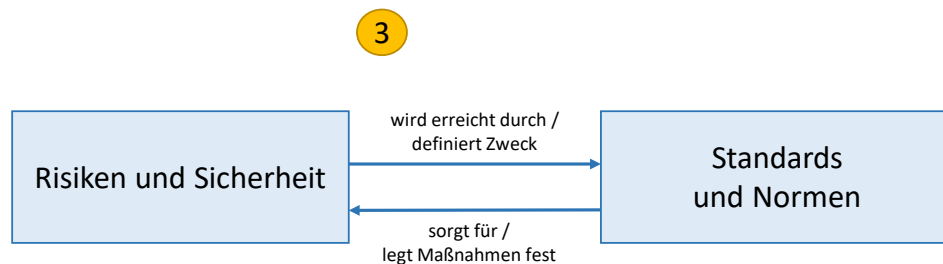 3
wird erreicht durch /
definiert Zweck
Risiken und Sicherheit
Standards
und Normen
sorgt für /
legt Maßnahmen fest